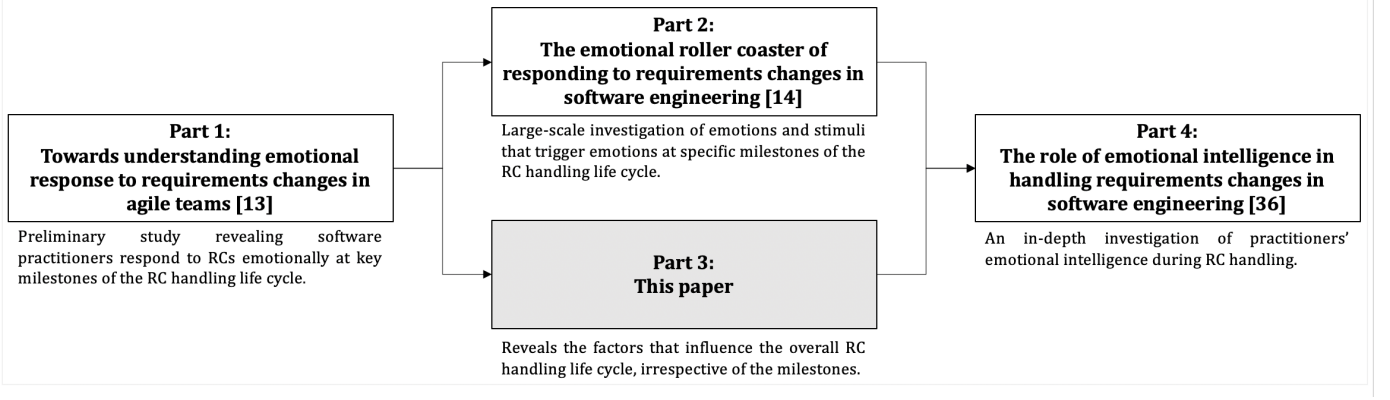 Part 1:
Towards understanding emotional
response to requirements changes in
agile teams [13]
Preliminary study revealing software
practitioners respond to RCs emotionally at key
milestones of the RC handling life cycle.
Part 2:
The emotional roller coaster of
responding to requirements changes in
software engineering [14]
Large-scale investigation of emotions and stimuli
that trigger emotions at specific milestones of the
RC handling life cycle.
Part 3:
This paper
Reveals the factors that influence the overall RC
handling life cycle, irrespective of the milestones.
Part 4:
The role of emotional intelligence in
handling requirements changes in
software engineering [36]
An in-depth investigation of practitioners’
emotional intelligence during RC handling.